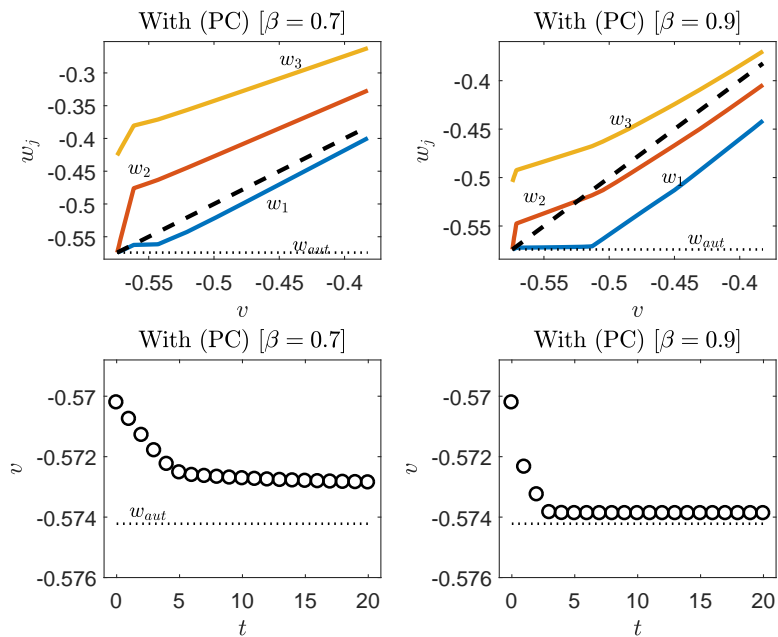 With (PC) [β = 0.7]
-0.3
-0.35
-0.4
-0.45
-0.5
-0.55
w_j
w_3
w_2
w_1
w_aut
-0.55 -0.5 -0.45 -0.4
v
With (PC) [β = 0.9]
-0.4
-0.45
-0.5
-0.55
w_j
w_3
w_2
w_1
w_aut
-0.55 -0.5 -0.45 -0.4
v
With (PC) [β = 0.7]
-0.57
-0.572
-0.574
-0.576
v
w_aut
0 5 10 15 20
t
With (PC) [β = 0.9]
-0.57
-0.572
-0.574
-0.576
v
w_aut
0 5 10 15 20
t